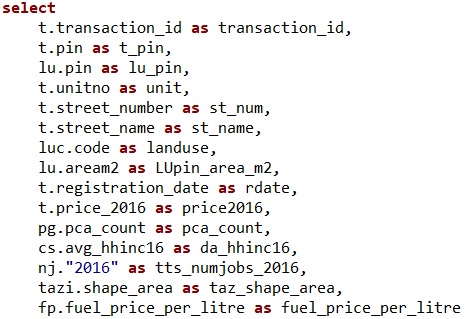 select
t.transaction_id as transaction_id,
t.pin as t_pin,
lu.pin as lu_pin,
t.unitno as unit,
t.street_number as st_num,
t.street_name as st_name,
luc.code as landuse,
lu.aream2 as LUpin_area_m2,
t.registration_date as rdate,
t.price_2016 as price2016,
pg.pca_count as pca_count,
cs.avg_hhinc16 as da_hhinc16,
nj."2016" as tts_numjobs_2016,
tazi.shape_area as taz_shape_area,
fp.fuel_price_per_litre as fuel_price_per_litre